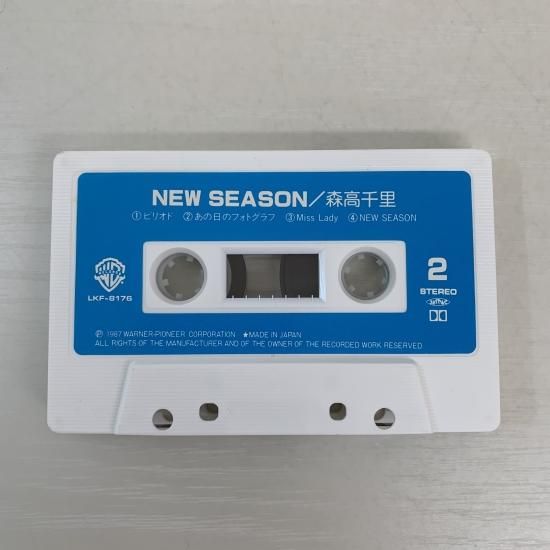 NEW SEASON/森高千里
①ピリオド ②あの日のフォトグラフ ③Miss Lady ④NEW SEASON
LKF-8176
2
STEREO
Ⓟ 1987 WARNER-PIONEER CORPORATION ★MADE IN JAPAN
ALL RIGHTS OF THE MANUFACTURER AND OF THE OWNER OF THE RECORDED WORK RESERVED